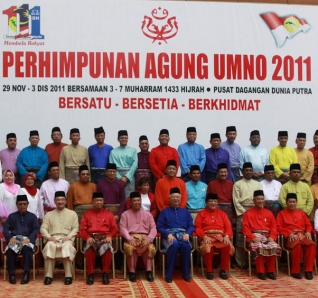 Membela Rakyat
PERHIMPUNAN AGUNG UMNO 2011
29 NOV - 3 DIS 2011 BERSAMAAN 3 - 7 MUHARRAM 1433 HIJRAH • PUSAT DAGANGAN DUNIA PUTRA
BERSATU - BERSETIA - BERKHIDMAT